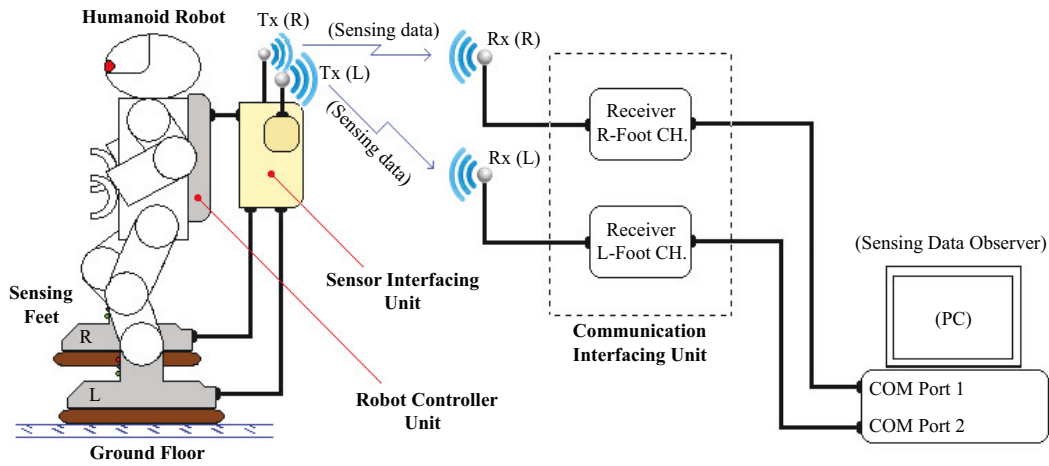 Humanoid Robot
Tx (R)
(Sensing data)
Rx (R)
Tx (L)
(Sensing data)
Receiver
R-Foot CH.
Rx (L)
Receiver
L-Foot CH.
(Sensing Data Observer)
Sensor Interfacing
Unit
Sensing
Feet
(PC)
R
Communication
Interfacing Unit
L
Robot Controller
Unit
COM Port 1
COM Port 2
Ground Floor